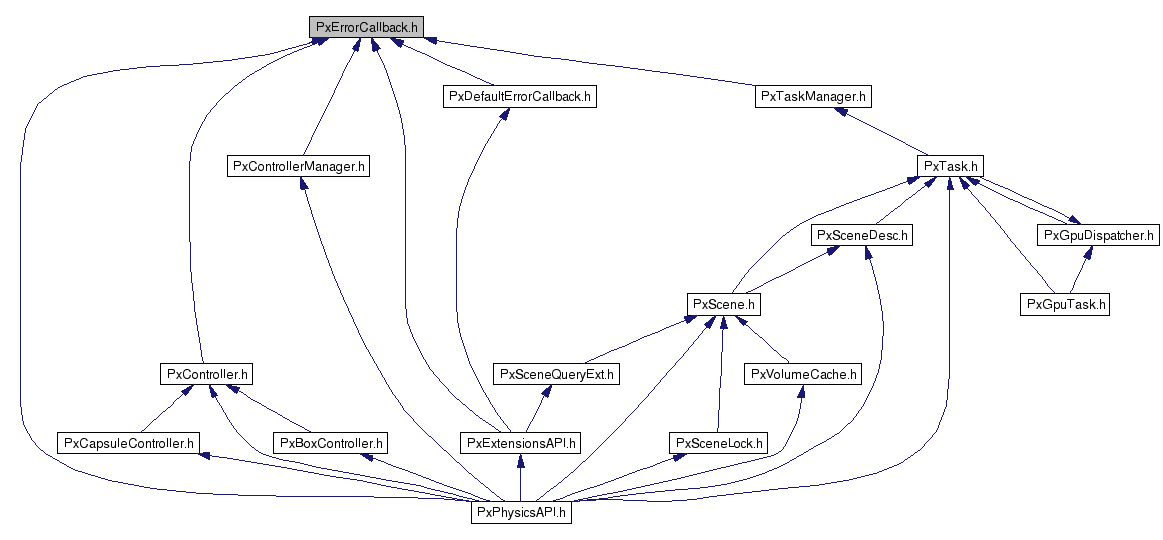 PxErrorCallback.h
PxDefaultErrorCallback.h
PxTaskManager.h
PxControllerManager.h
PxTask.h
PxSceneDesc.h
PxGpuDispatcher.h
PxScene.h
PxGpuTask.h
PxController.h
PxSceneQueryExt.h
PxVolumeCache.h
PxCapsuleController.h
PxBoxController.h
PxExtensionsAPI.h
PxSceneLock.h
PxPhysicsAPI.h